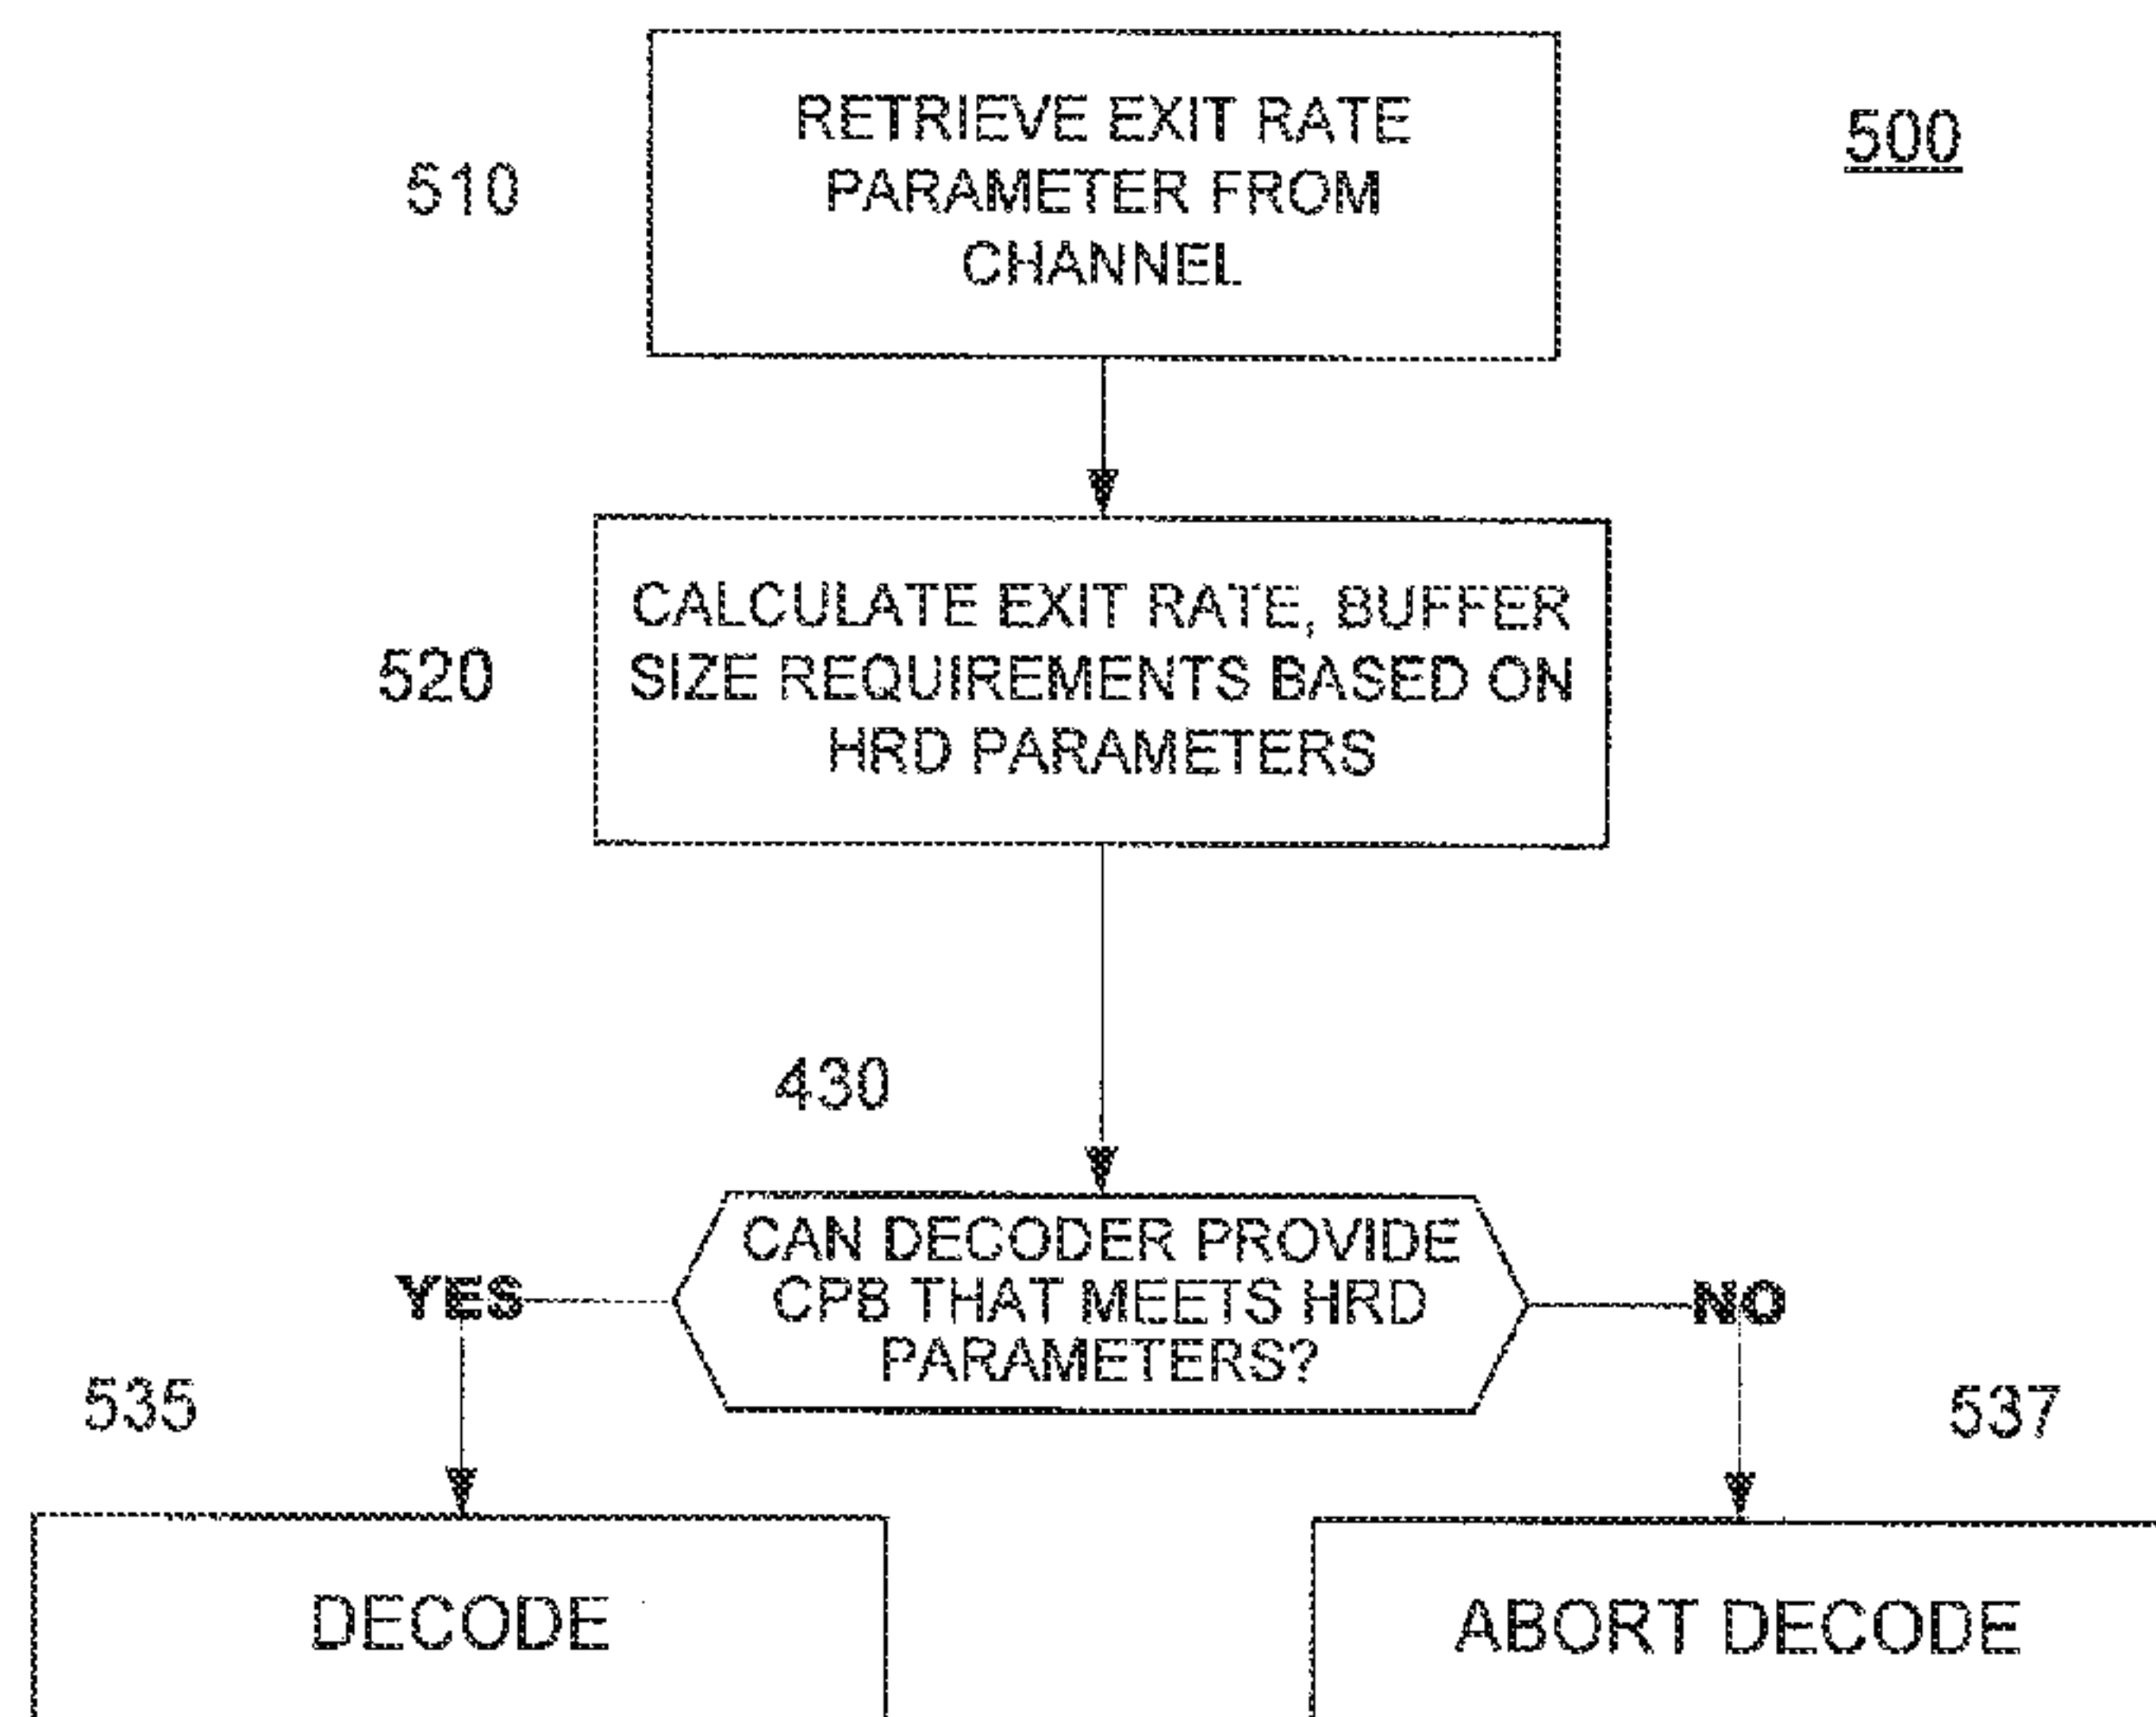 RETRIEVE EXIT RATE
PARAMETER FROM
CHANNEL
500
510
CALCULATE EXIT RATE, BUFFER
SIZE REQUIREMENTS BASED ON
HRD PARAMETERS
520
430
CAN DECODER PROVIDE
CPB THAT MEETS HRD
PARAMETERS?
YES
NO
535
537
DECODE
ABORT DECODE